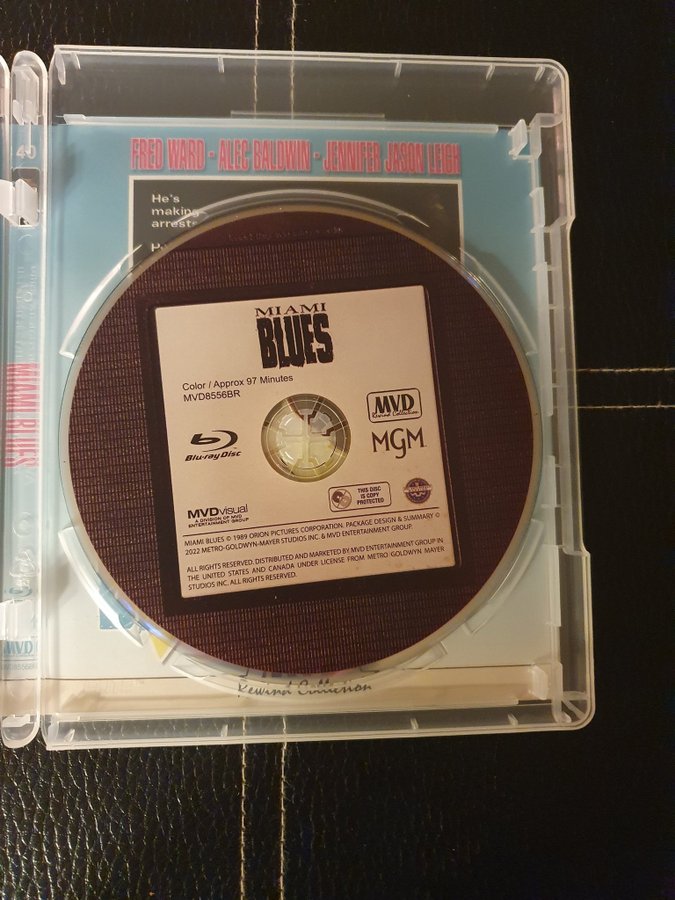 40
FRED WARD - ALEC BALDWIN - JENNIFER JASON LEIGH
He's
making
arrests
MIAMI
BLUES
Color / Approx 97 Minutes
MVD8556BR
MVD
Rewind Collection
Blu-ray Disc
MGM
THIS DISC
IS COPY
PROTECTED
MVDvisual
A DIVISION OF MVD
ENTERTAINMENT GROUP
MIAMI BLUES © 1989 ORION PICTURES CORPORATION. PACKAGE DESIGN & SUMMARY ©
2022 METRO-GOLDWYN-MAYER STUDIOS INC. & MVD ENTERTAINMENT GROUP.
ALL RIGHTS RESERVED. DISTRIBUTED AND MARKETED BY MVD ENTERTAINMENT GROUP IN
THE UNITED STATES AND CANADA UNDER LICENSE FROM METRO GOLDWYN MAYER
STUDIOS INC. ALL RIGHTS RESERVED.
MIAMI BLUES
MVD
MVD8556BR
Rewind Collection